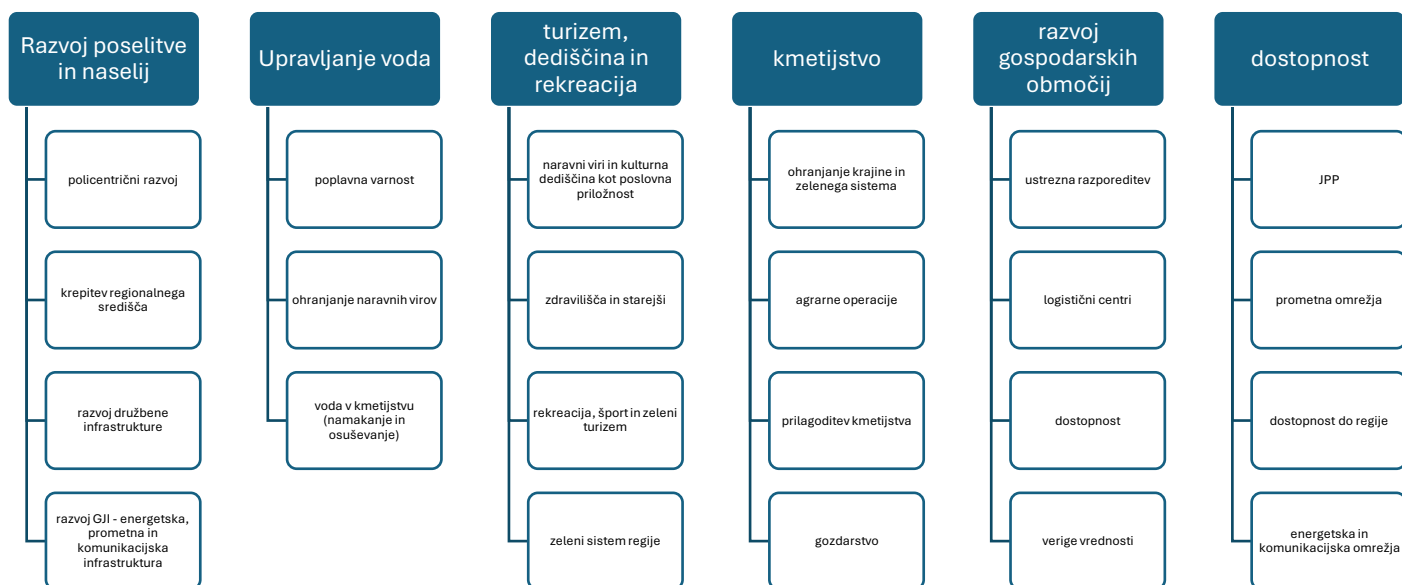 Razvoj poselitve
in naselij
policentrični razvoj
krepitev regionalnega
središča
razvoj družbene
infrastrukture
razvoj GJI - energetska,
prometna in
komunikacijska
infrastruktura
Upravljanje voda
poplavna varnost
ohranjanje naravnih virov
voda v kmetijstvu
(namakanje in
osuševanje)
turizem,
dediščina in
rekreacija
naravni viri in kulturna
dediščina kot poslovna
priložnost
zdravilišča in starejši
rekreacija, šport in zeleni
turizem
zeleni sistem regije
kmetijstvo
ohranjanje krajine in
zelenega sistema
agrarne operacije
prilagoditev kmetijstva
gozdarstvo
razvoj
gospodarskih
območij
ustrezna razporeditev
logistični centri
dostopnost
verige vrednosti
dostopnost
JPP
prometna omrežja
dostopnost do regije
energetska in
komunikacijska omrežja